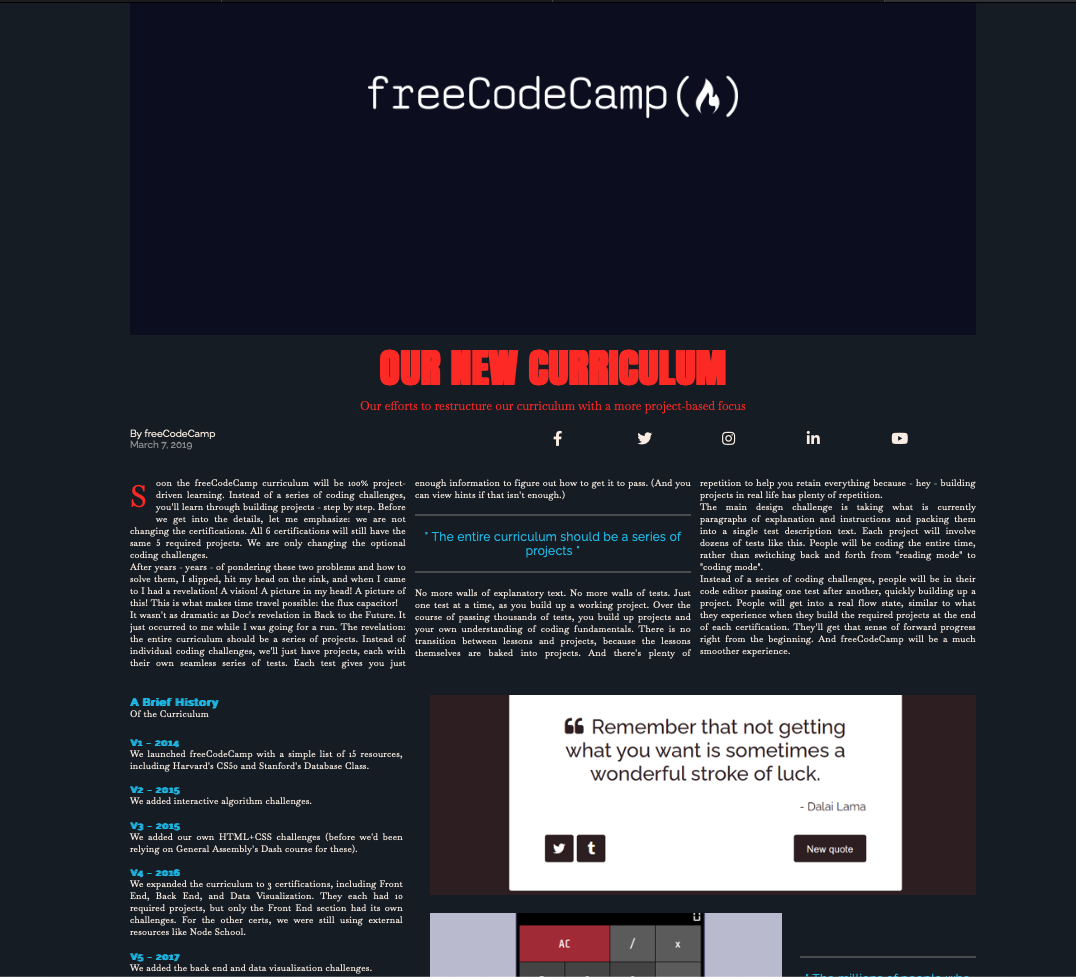 freeCodeCamp(
)
OUR NEW CURRICULUM
Our efforts to restructure our curriculum with a more project-based focus
By freeCodeCamp
March 7, 2019
Soon the freeCodeCamp curriculum will be 100% project-
driven learning. Instead of a series of coding challenges,
you'll learn through building projects - step by step. Before
we get into the details, let me emphasize: we are not
changing the certifications. All 6 certifications will still have the
same 5 required projects. We are only changing the optional
coding challenges.
After years - years - of pondering these two problems and how to
solve them, I slipped, hit my head on the sink, and when I came
to I had a revelation! A vision! A picture in my head! A picture of
this! This is what makes time travel possible: the flux capacitor!
It wasn't as dramatic as Doc's revelation in Back to the Future. It
just occurred to me while I was going for a run. The revelation:
the entire curriculum should be a series of projects. Instead of
individual coding challenges, we'll just have projects, each with
their own seamless series of tests. Each test gives you just
enough information to figure out how to get it to pass. (And you
can view hints if that isn't enough.)
" The entire curriculum should be a series of
projects "
No more walls of explanatory text. No more walls of tests. Just
one test at a time, as you build up a working project. Over the
course of passing thousands of tests, you build up projects and
your own understanding of coding fundamentals. There is no
transition between lessons and projects, because the lessons
themselves are baked into projects. And there's plenty of
repetition to help you retain everything because - hey - building
projects in real life has plenty of repetition.
The main design challenge is taking what is currently
paragraphs of explanation and instructions and packing them
into a single test description text. Each project will involve
dozens of tests like this. People will be coding the entire time,
rather than switching back and forth from "reading mode" to
"coding mode".
Instead of a series of coding challenges, people will be in their
code editor passing one test after another, quickly building up a
project. People will get into a real flow state, similar to what
they experience when they build the required projects at the end
of each certification. They'll get that sense of forward progress
right from the beginning. And freeCodeCamp will be a much
smoother experience.
A Brief History
Of the Curriculum
V1 - 2014
We launched freeCodeCamp with a simple list of 15 resources,
including Harvard's CS50 and Stanford's Database Class.
V2 - 2015
We added interactive algorithm challenges.
V3 - 2015
We added our own HTML+CSS challenges (before we'd been
relying on General Assembly's Dash course for these).
V4 - 2016
We expanded the curriculum to 3 certifications, including Front
End, Back End, and Data Visualization. They each had 10
required projects, but only the Front End section had its own
challenges. For the other certs, we were still using external
resources like Node School.
V5 - 2017
We added the back end and data visualization challenges.
Remember that not getting
what you want is sometimes a
wonderful stroke of luck.
- Dalai Lama
New quote
AC / x
" The millions of people who